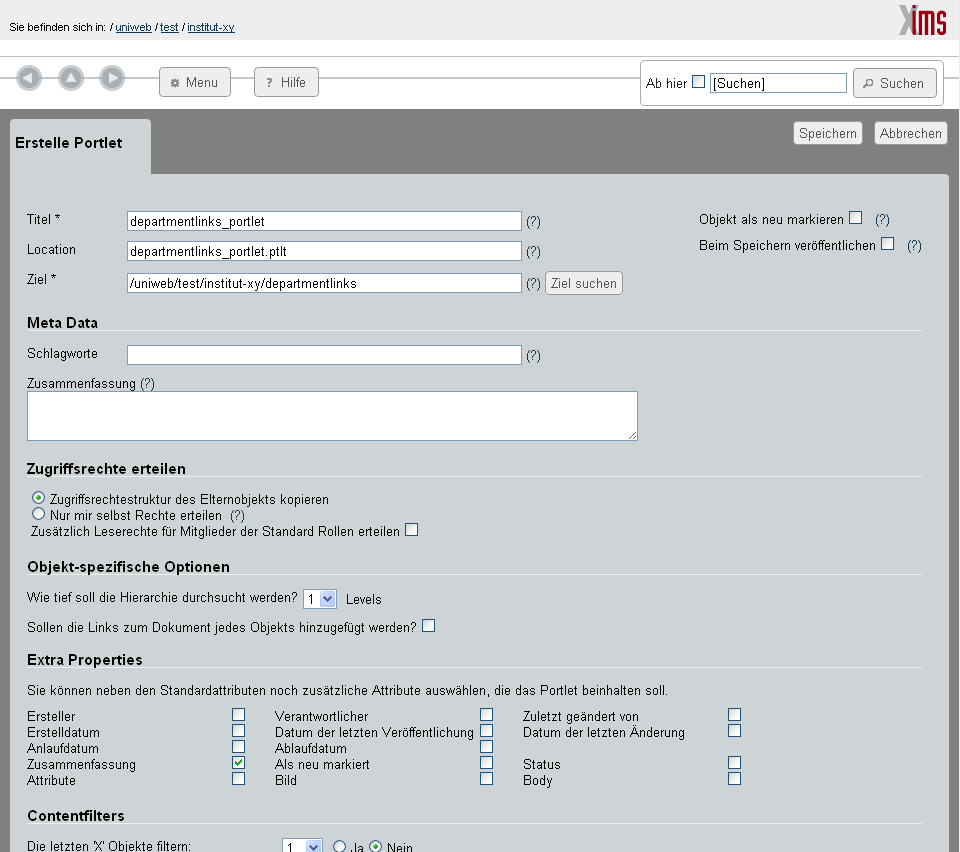 Sie befinden sich in: / uniweb / test / institut-xy
Xims
Menu
? Hilfe
Ab hier [Suchen] Suchen
Erstelle Portlet
Speichern Abbrechen
Titel * departmentlinks_portlet (?) Objekt als neu markieren (?)
Beim Speichern veröffentlichen (?)
Location departmentlinks_portlet.ptlt (?)
Ziel * /uniweb/test/institut-xy/departmentlinks (?) Ziel suchen
Meta Data
Schlagworte (?)
Zusammenfassung (?)
Zugriffsrechte erteilen
Zugriffsrechtestruktur des Elternobjekts kopieren
Nur mir selbst Rechte erteilen (?)
Zusätzlich Leserechte für Mitglieder der Standard Rollen erteilen
Objekt-spezifische Optionen
Wie tief soll die Hierarchie durchsucht werden? 1 Levels
Sollen die Links zum Dokument jedes Objekts hinzugefügt werden?
Extra Properties
Sie können neben den Standardattributen noch zusätzliche Attribute auswählen, die das Portlet beinhalten soll.
Ersteller Verantwortlicher Zuletzt geändert von
Erstelldatum Datum der letzten Veröffentlichung Datum der letzten Änderung
Anlaufdatum Ablaufdatum
Zusammenfassung Als neu markiert Status
Attribute Bild Body
Contentfilters
Die letzten 'X' Objekte filtern: 1 Ja Nein